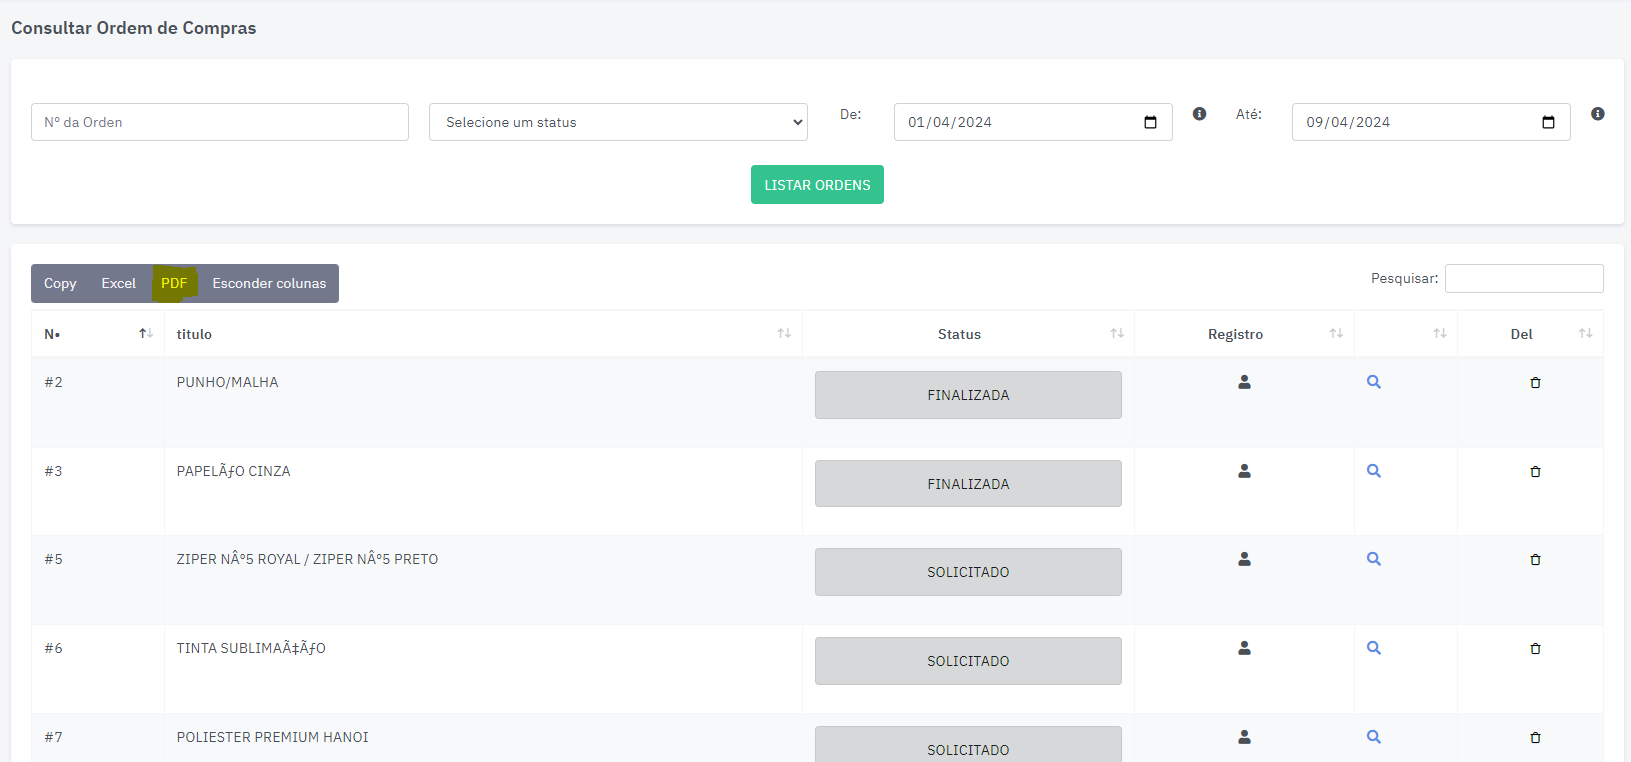 Consultar Ordem de Compras
Nº da Orden
Selecione um status
De:
01/04/2024
Até:
09/04/2024
LISTAR ORDENS
Copy Excel PDF Esconder colunas
Pesquisar:
N• titulo Status Registro Del
#2 PUNHO/MALHA FINALIZADA
#3 PAPELÃƒO CINZA FINALIZADA
#5 ZIPER NÂº5 ROYAL / ZIPER NÂº5 PRETO SOLICITADO
#6 TINTA SUBLIMAÃ‡ÃƒO SOLICITADO
#7 POLIESTER PREMIUM HANOI SOLICITADO